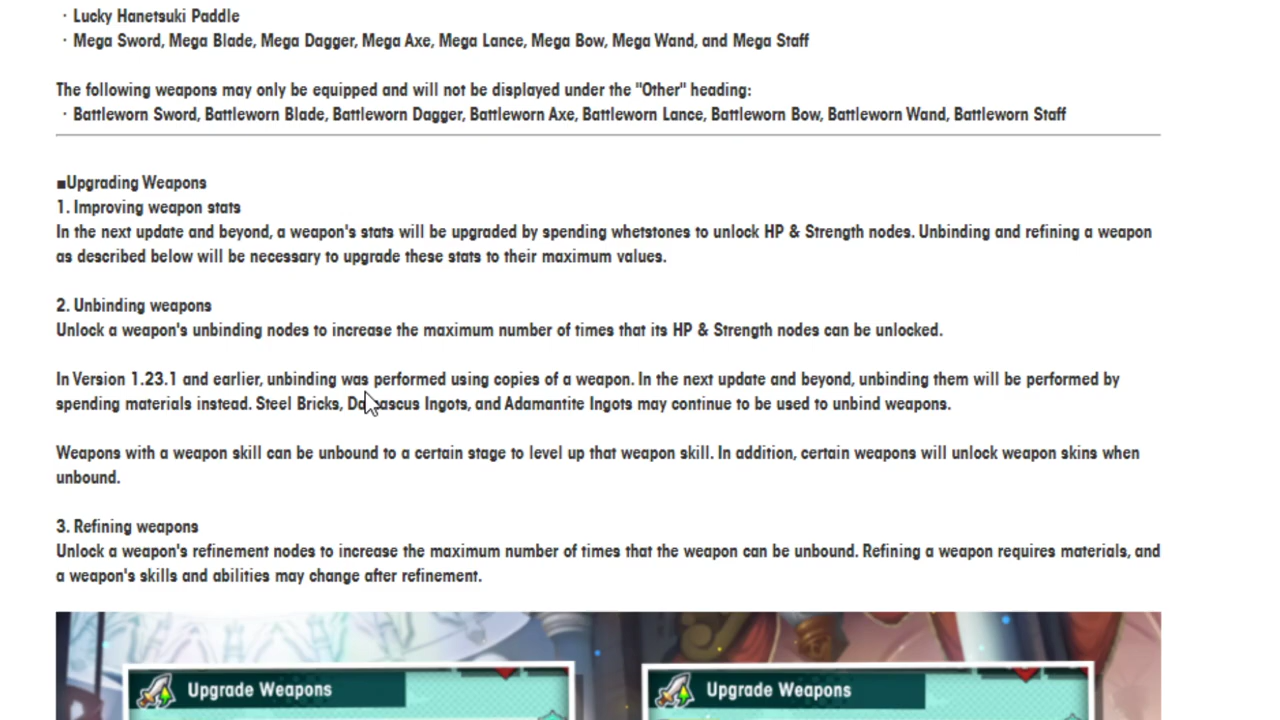 · Lucky Hanetsuki Paddle
· Mega Sword, Mega Blade, Mega Dagger, Mega Axe, Mega Lance, Mega Bow, Mega Wand, and Mega Staff
The following weapons may only be equipped and will not be displayed under the "Other" heading:
· Battleworn Sword, Battleworn Blade, Battleworn Dagger, Battleworn Axe, Battleworn Lance, Battleworn Bow, Battleworn Wand, Battleworn Staff
■Upgrading Weapons
1. Improving weapon stats
In the next update and beyond, a weapon's stats will be upgraded by spending whetstones to unlock HP & Strength nodes. Unbinding and refining a weapon
as described below will be necessary to upgrade these stats to their maximum values.
2. Unbinding weapons
Unlock a weapon's unbinding nodes to increase the maximum number of times that its HP & Strength nodes can be unlocked.
In Version 1.23.1 and earlier, unbinding was performed using copies of a weapon. In the next update and beyond, unbinding them will be performed by
spending materials instead. Steel Bricks, Damascus Ingots, and Adamantite Ingots may continue to be used to unbind weapons.
Weapons with a weapon skill can be unbound to a certain stage to level up that weapon skill. In addition, certain weapons will unlock weapon skins when
unbound.
3. Refining weapons
Unlock a weapon's refinement nodes to increase the maximum number of times that the weapon can be unbound. Refining a weapon requires materials, and
a weapon's skills and abilities may change after refinement.
Upgrade Weapons
Upgrade Weapons